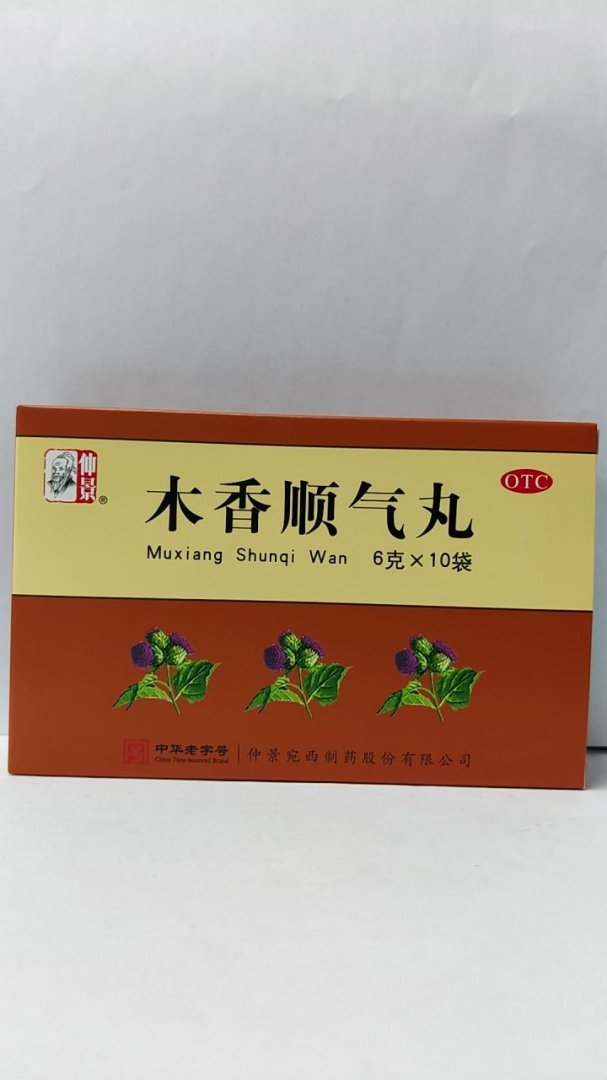 仲景®
木香顺气丸
OTC
Muxiang Shunqi Wan 6克×10袋
中华老字号
China Time-honored Brand
仲景宛西制药股份有限公司